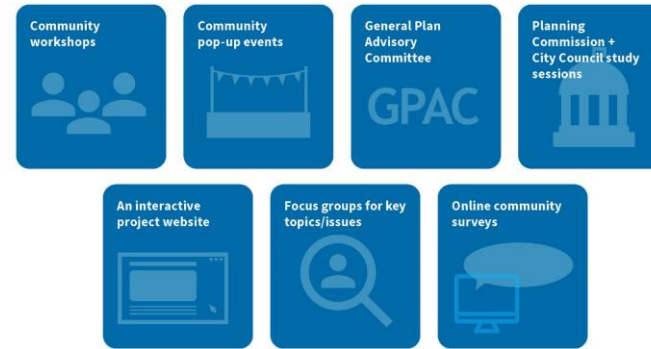 Community
workshops
Community
pop-up events
General Plan
Advisory
Committee
GPAC
Planning
Commission +
City Council study
sessions
An interactive
project website
Focus groups for key
topics/issues
Online community
surveys